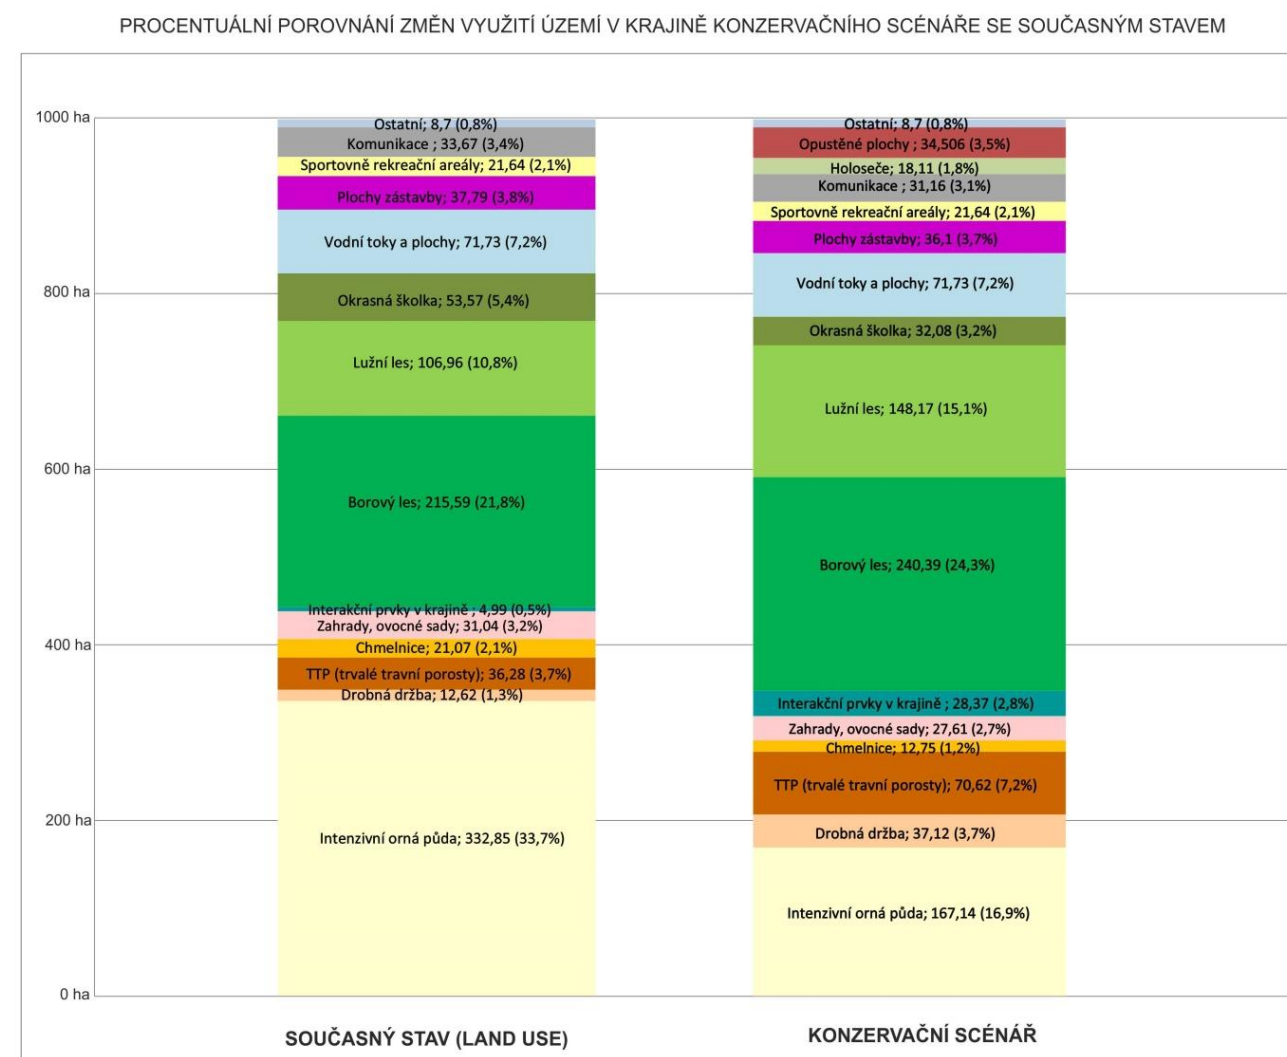 PROCENTUÁLNÍ POROVNÁNÍ ZMĚN VYUŽITÍ ÚZEMÍ V KRAJINĚ KONZERVAČNÍHO SCÉNÁŘE SE SOUČASNÝM STAVEM
1000 ha
800 ha
600 ha
400 ha
200 ha
0 ha
Ostatní; 8,7 (0,8%)
Komunikace ; 33,67 (3,4%)
Sportovně rekreační areály; 21,64 (2,1%)
Plochy zástavby; 37,79 (3,8%)
Vodní toky a plochy; 71,73 (7,2%)
Okrasná školka; 53,57 (5,4%)
Lužní les; 106,96 (10,8%)
Borový les; 215,59 (21,8%)
Interakční prvky v krajině ; 4,99 (0,5%)
Zahrady, ovocné sady; 31,04 (3,2%)
Chmelnice; 21,07 (2,1%)
TTP (trvalé travní porosty); 36,28 (3,7%)
Drobná držba; 12,62 (1,3%)
Intenzivní orná půda; 332,85 (33,7%)
SOUČASNÝ STAV (LAND USE)
Ostatní; 8,7 (0,8%)
Opustěné plochy ; 34,506 (3,5%)
Holoseče; 18,11 (1,8%)
Komunikace ; 31,16 (3,1%)
Sportovně rekreační areály; 21,64 (2,1%)
Plochy zástavby; 36,1 (3,7%)
Vodní toky a plochy; 71,73 (7,2%)
Okrasná školka; 32,08 (3,2%)
Lužní les; 148,17 (15,1%)
Borový les; 240,39 (24,3%)
Interakční prvky v krajině ; 28,37 (2,8%)
Zahrady, ovocné sady; 27,61 (2,7%)
Chmelnice; 12,75 (1,2%)
TTP (trvalé travní porosty); 70,62 (7,2%)
Drobná držba; 37,12 (3,7%)
Intenzivní orná půda; 167,14 (16,9%)
KONZERVAČNÍ SCÉNÁŘ